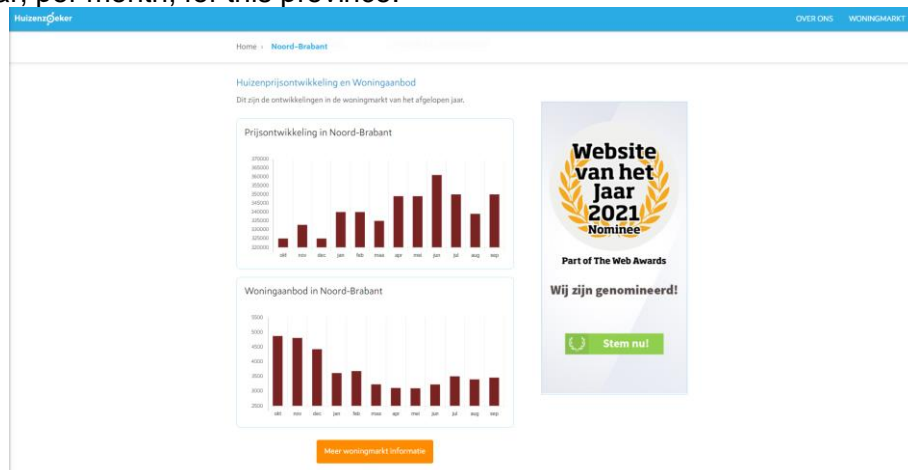 ar, per month, for this province.
Huizenzoeker
OVER ONS WONINGMARKT
Home › Noord-Brabant
Huizenprijsontwikkeling en Woningaanbod
Dit zijn de ontwikkelingen in de woningmarkt van het afgelopen jaar.
Prijsontwikkeling in Noord-Brabant
370000
365000
360000
355000
350000
345000
340000
335000
330000
325000
320000
okt nov dec jan feb maa apr mei jun jul aug sep
Woningaanbod in Noord-Brabant
5500
5000
4500
4000
3500
3000
2500
okt nov dec jan feb maa apr mei jun jul aug sep
Meer woningmarkt informatie
Website
van het
Jaar
2021
Nominee
Part of The Web Awards
Wij zijn genomineerd!
Stem nu!